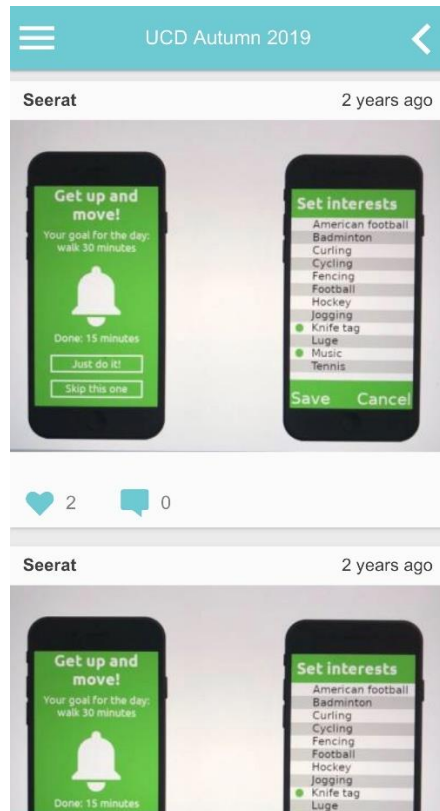 UCD Autumn 2019
Seerat 2 years ago
Get up and
move!
Your goal for the day:
walk 30 minutes
Done: 15 minutes
Just do it!
Skip this one
Set interests
American football
Badminton
Curling
Cycling
Fencing
Football
Hockey
Jogging
Knife tag
Luge
Music
Tennis
Save Cancel
2 0
Seerat 2 years ago
Get up and
move!
Your goal for the day:
walk 30 minutes
Done: 15 minutes
Set interests
American football
Badminton
Curling
Cycling
Fencing
Football
Hockey
Jogging
Knife tag
Luge